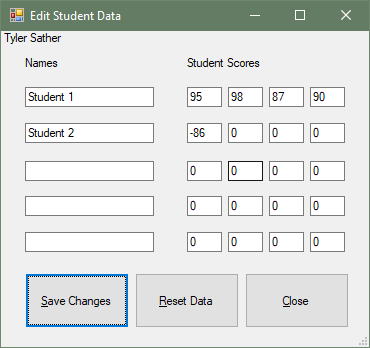 Edit Student Data
Tyler Sather
Names Student Scores
Student 1 95 98 87 90
Student 2 -86 0 0 0
0 0 0 0
0 0 0 0
0 0 0 0
Save Changes Reset Data Close